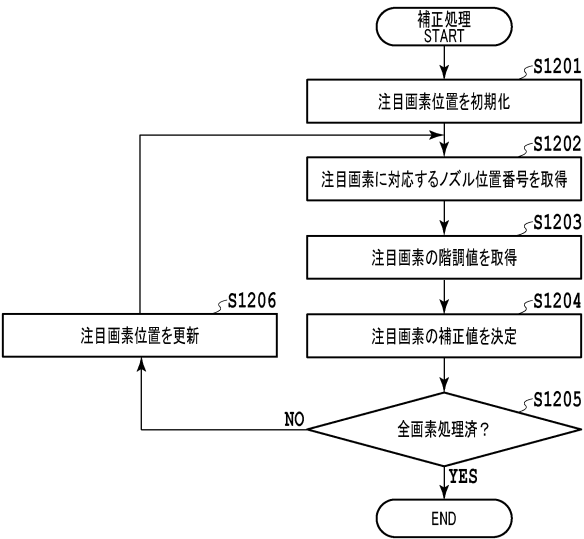 補正処理
START
S1201
注目画素位置を初期化
S1202
注目画素に対応するノズル位置番号を取得
S1203
注目画素の階調値を取得
S1204
注目画素の補正値を決定
S1205
全画素処理済？
NO
S1206
注目画素位置を更新
YES
END